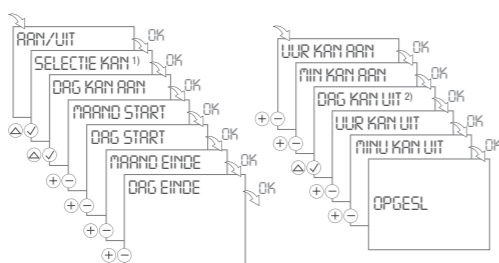 AAN/UIT
OK
SELECTIE KAN 1)
OK
DAG KAN AAN
OK
MAAND START
OK
DAG START
OK
MAAND EINDE
OK
DAG EINDE
OK
UUR KAN AAN
OK
MIN KAN AAN
OK
DAG KAN UIT 2)
OK
UUR KAN UIT
OK
MINU KAN UIT
OK
OPGESL